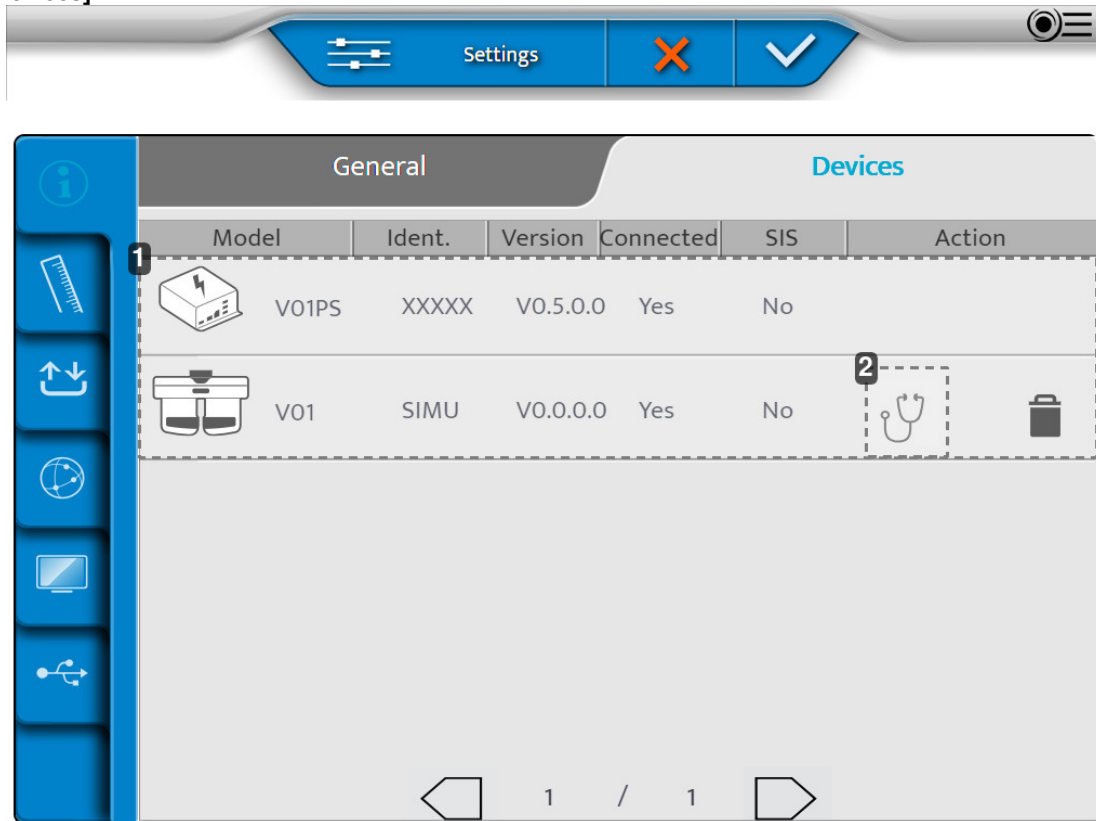 Settings
General Devices
Model Ident. Version Connected SIS Action
1
V01PS XXXXX V0.5.0.0 Yes No
2
V01 SIMU V0.0.0.0 Yes No
1 / 1